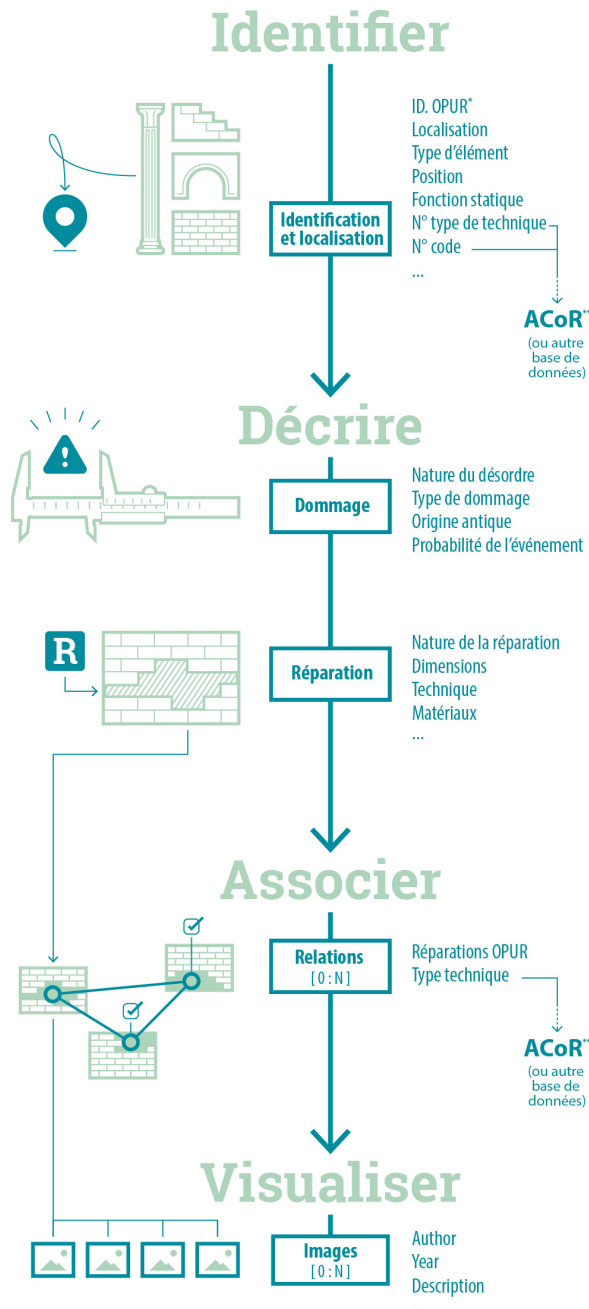 Identifier
ID. OPUR*
Localisation
Type d'élément
Position
Fonction statique
N° type de technique
N° code
...
Identification
et localisation
ACoR**
(ou autre
base de
données)
Décrire
Dommage
Nature du désordre
Type de dommage
Origine antique
Probabilité de l'événement
R
Réparation
Nature de la réparation
Dimensions
Technique
Matériaux
...
Associer
Relations
[0:N]
Réparations OPUR
Type technique
ACoR**
(ou autre
base de
données)
Visualiser
Images
[0:N]
Author
Year
Description